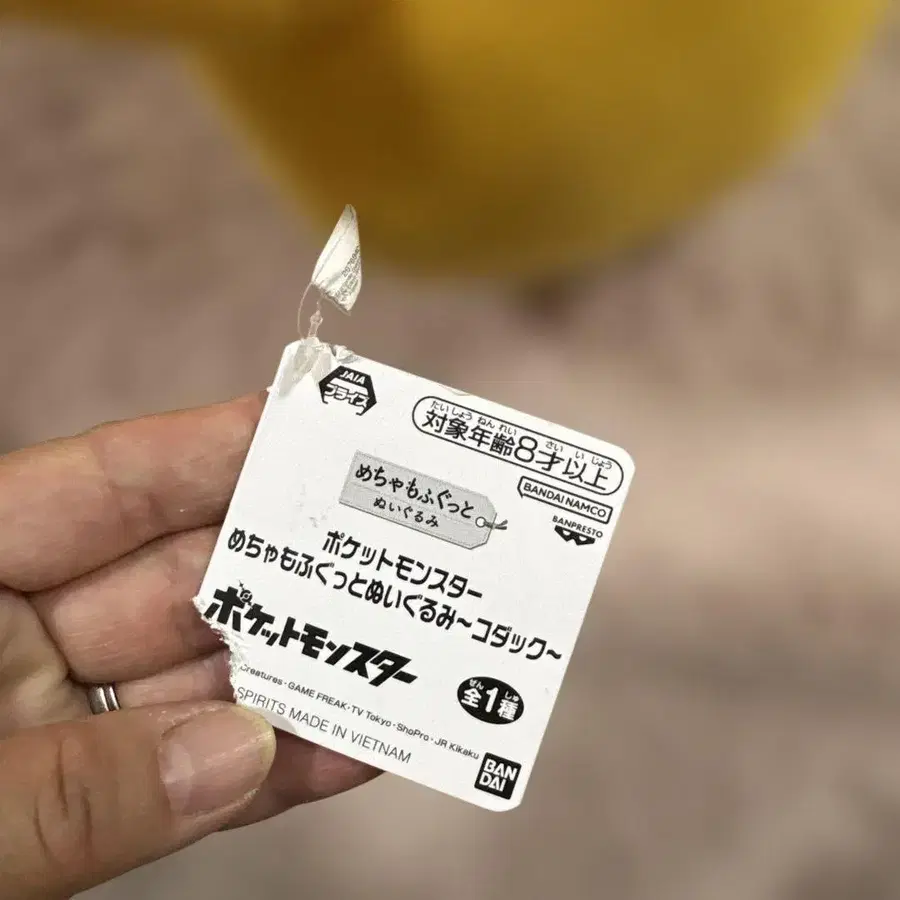 JAIA
プライズ
たいしょう ねん れい さい い じょう
対象年齢8才以上
BANDAI NAMCO
BANPRESTO
めちゃもふぐっと
ぬいぐるみ
ポケットモンスター
めちゃもふぐっとぬいぐるみ～コダック～
ポケットモンスター
ぜん しゅ
全1種
Creatures・GAME FREAK・TV Tokyo・ShoPro・JR Kikaku
SPIRITS MADE IN VIETNAM
BAN
DAI